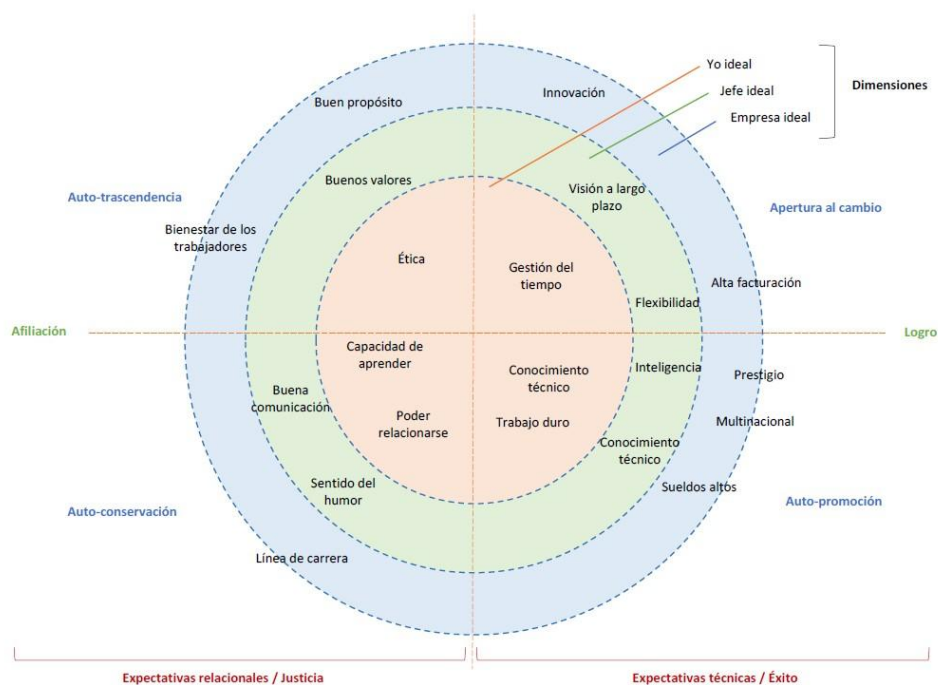 Yo ideal
Jefe ideal
Empresa ideal
Dimensiones
Buen propósito
Innovación
Buenos valores
Visión a largo
plazo
Auto-trascendencia
Apertura al cambio
Bienestar de los
trabajadores
Ética
Gestión del
tiempo
Alta facturación
Flexibilidad
Afiliación
Logro
Capacidad de
aprender
Conocimiento
técnico
Inteligencia
Prestigio
Buena
comunicación
Poder
relacionarse
Trabajo duro
Multinacional
Conocimiento
técnico
Sentido del
humor
Sueldos altos
Auto-conservación
Auto-promoción
Línea de carrera
Expectativas relacionales / Justicia
Expectativas técnicas / Éxito